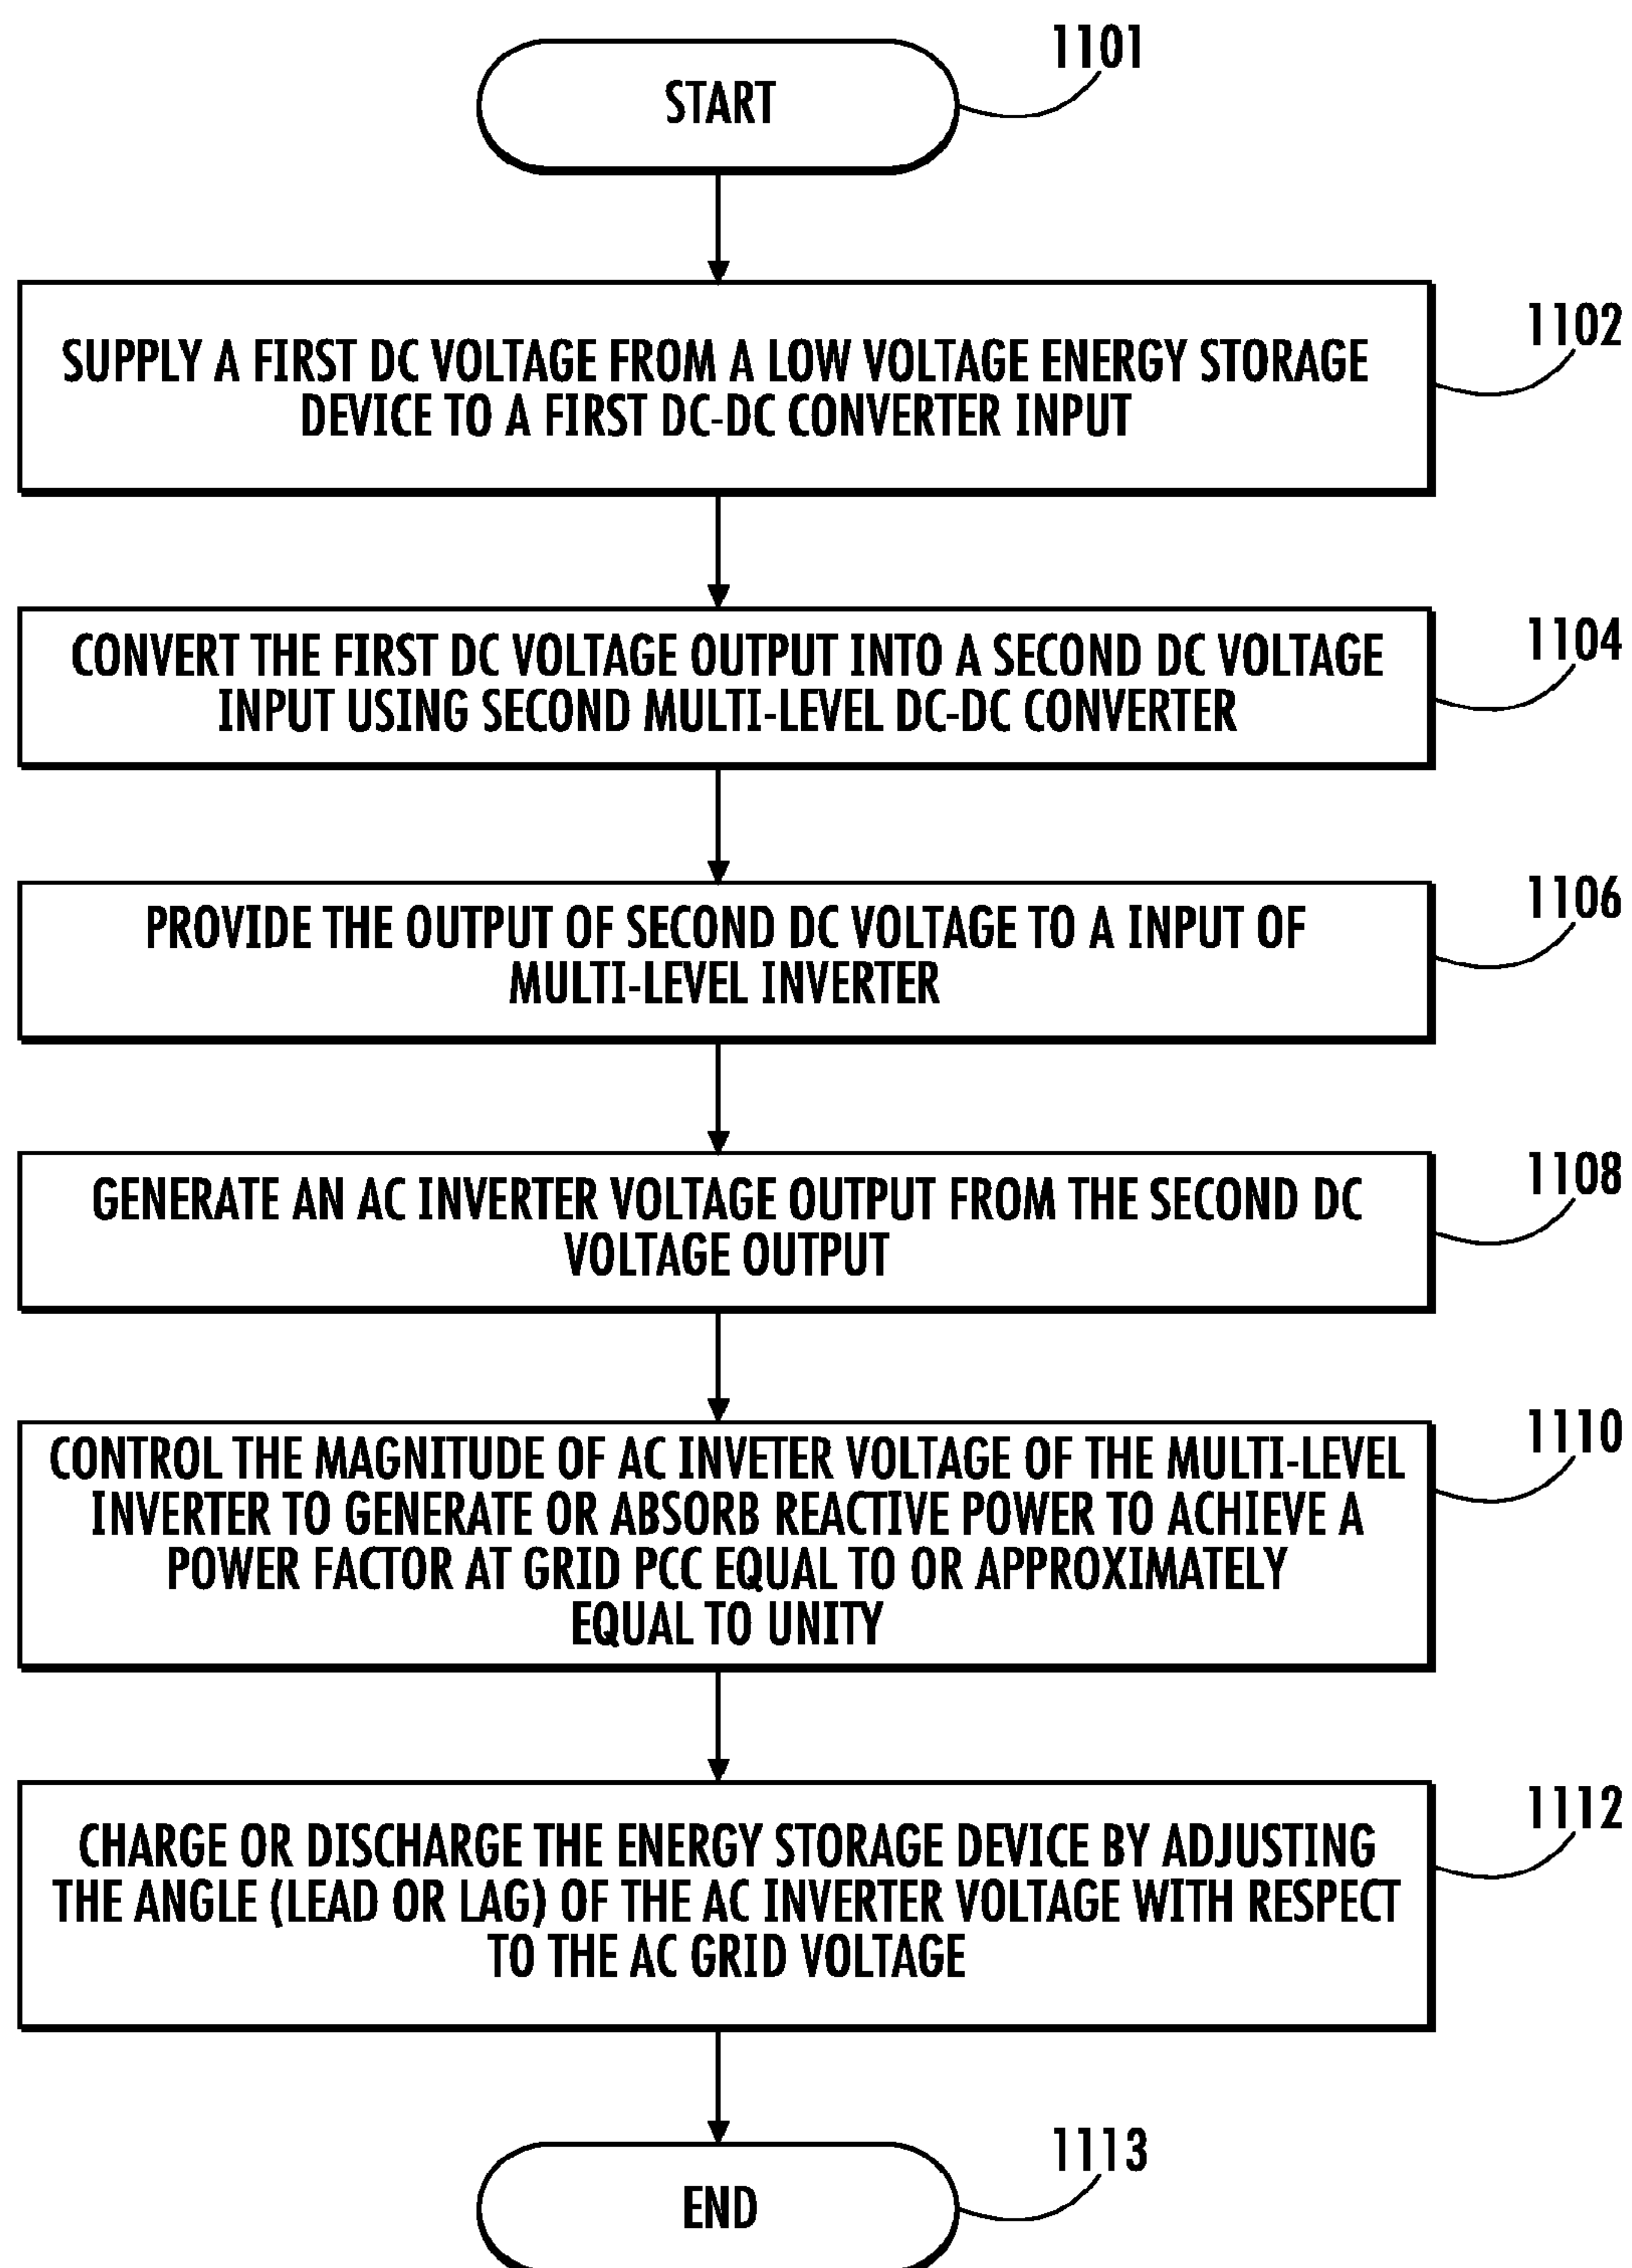 START
1101
SUPPLY A FIRST DC VOLTAGE FROM A LOW VOLTAGE ENERGY STORAGE
DEVICE TO A FIRST DC-DC CONVERTER INPUT
1102
CONVERT THE FIRST DC VOLTAGE OUTPUT INTO A SECOND DC VOLTAGE
INPUT USING SECOND MULTI-LEVEL DC-DC CONVERTER
1104
PROVIDE THE OUTPUT OF SECOND DC VOLTAGE TO A INPUT OF
MULTI-LEVEL INVERTER
1106
GENERATE AN AC INVERTER VOLTAGE OUTPUT FROM THE SECOND DC
VOLTAGE OUTPUT
1108
CONTROL THE MAGNITUDE OF AC INVETER VOLTAGE OF THE MULTI-LEVEL
INVERTER TO GENERATE OR ABSORB REACTIVE POWER TO ACHIEVE A
POWER FACTOR AT GRID PCC EQUAL TO OR APPROXIMATELY
EQUAL TO UNITY
1110
CHARGE OR DISCHARGE THE ENERGY STORAGE DEVICE BY ADJUSTING
THE ANGLE (LEAD OR LAG) OF THE AC INVERTER VOLTAGE WITH RESPECT
TO THE AC GRID VOLTAGE
1112
END
1113